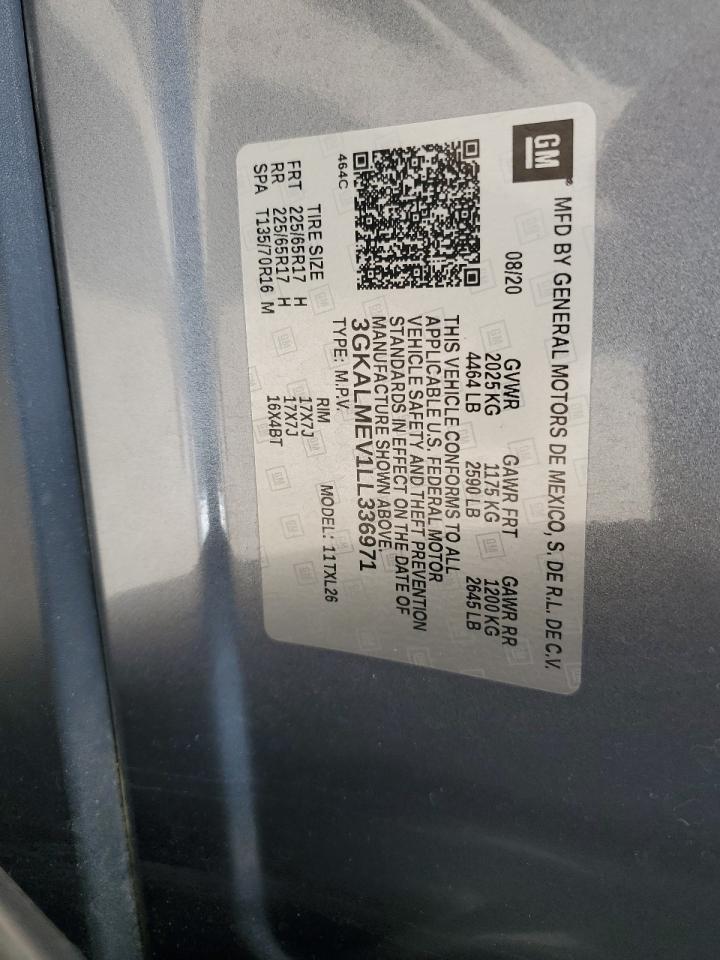 GM
MFD BY GENERAL MOTORS DE MEXICO, S. DE R.L. DE C.V.
08/20
GVWR GAWR FRT GAWR RR
2025 KG 1175 KG 1200 KG
4464 LB 2590 LB 2645 LB
THIS VEHICLE CONFORMS TO ALL
APPLICABLE U.S. FEDERAL MOTOR
VEHICLE SAFETY AND THEFT PREVENTION
STANDARDS IN EFFECT ON THE DATE OF
MANUFACTURE SHOWN ABOVE.
3GKALMEV1LL336971
464C
TYPE: M.P.V. MODEL: 11TXL26
TIRE SIZE RIM
FRT 225/65R17 H 17X7J
RR 225/65R17 H 17X7J
SPA T135/70R16 M 16X4BT